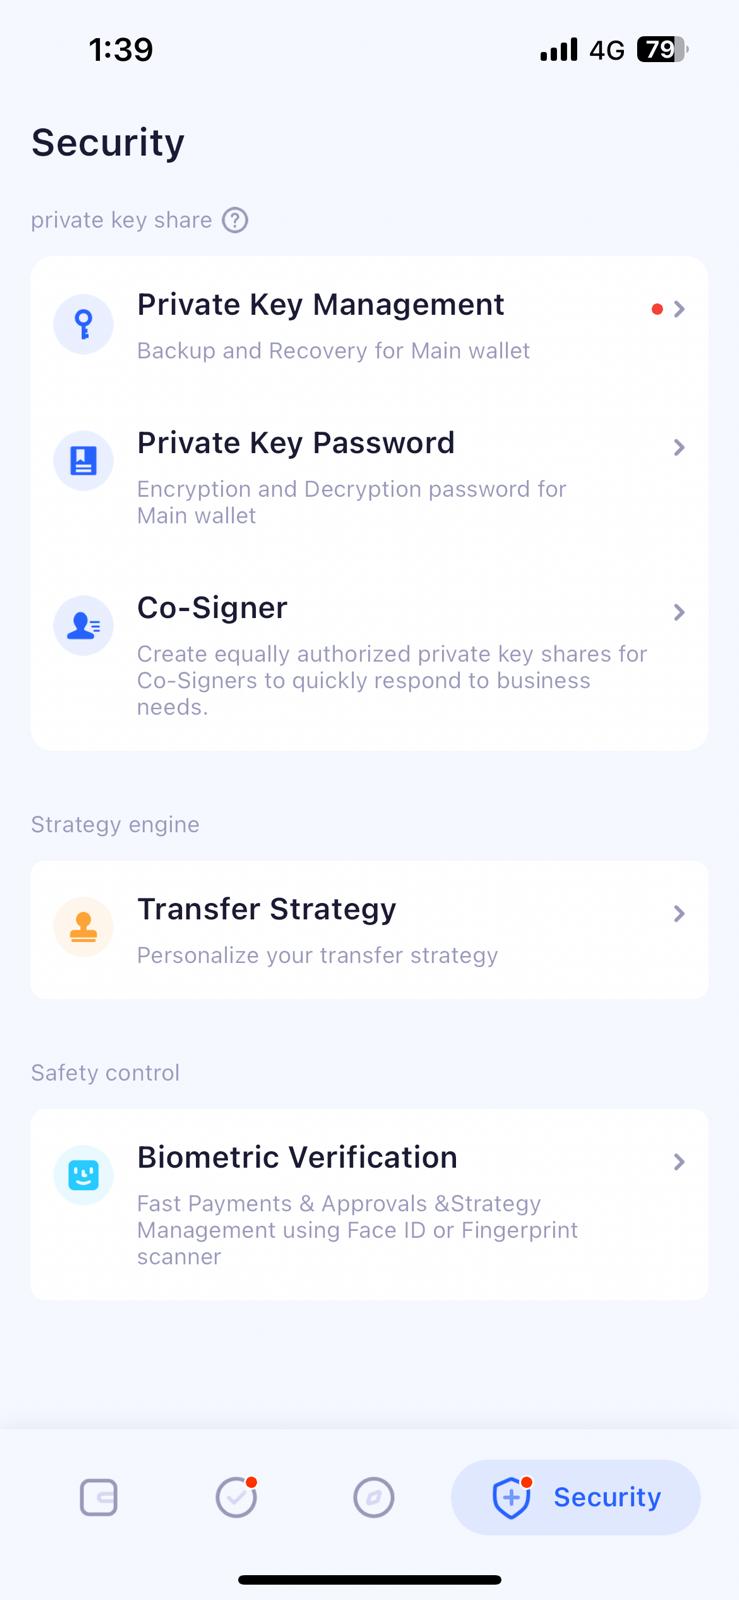 1:39
4G 79
Security
private key share ?
Private Key Management
Backup and Recovery for Main wallet
Private Key Password
Encryption and Decryption password for
Main wallet
Co-Signer
Create equally authorized private key shares for
Co-Signers to quickly respond to business
needs.
Strategy engine
Transfer Strategy
Personalize your transfer strategy
Safety control
Biometric Verification
Fast Payments & Approvals &Strategy
Management using Face ID or Fingerprint
scanner
Security